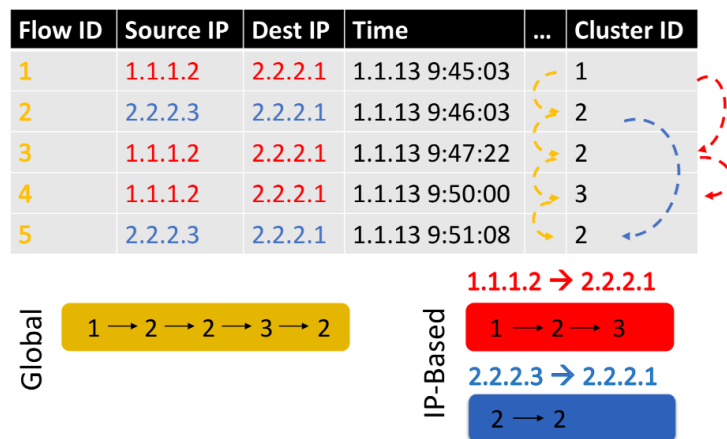 Flow ID Source IP Dest IP Time ... Cluster ID
1 1.1.1.2 2.2.2.1 1.1.13 9:45:03 1
2 2.2.2.3 2.2.2.1 1.1.13 9:46:03 2
3 1.1.1.2 2.2.2.1 1.1.13 9:47:22 2
4 1.1.1.2 2.2.2.1 1.1.13 9:50:00 3
5 2.2.2.3 2.2.2.1 1.1.13 9:51:08 2
Global
1 → 2 → 2 → 3 → 2
IP-Based
1.1.1.2 → 2.2.2.1
1 → 2 → 3
2.2.2.3 → 2.2.2.1
2 → 2